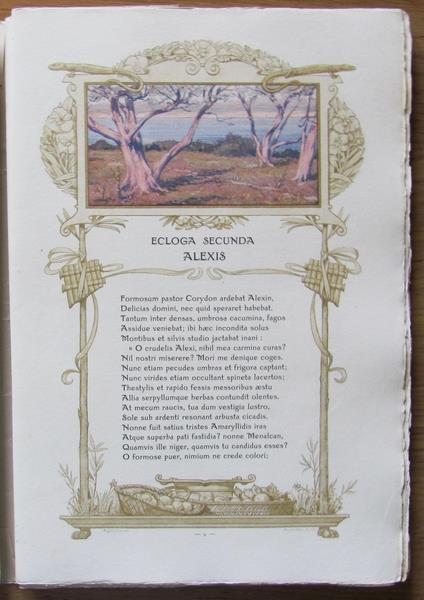 ECLOGA SECUNDA
ALEXIS
Formosum pastor Corydon ardebat Alexin,
Delicias domini, nec quid speraret habebat.
Tantum inter densas, umbrosa cacumina, fagos
Assidue veniebat; ibi hæc incondita solus
Montibus et silvis studio jactabat inani :
« O crudelis Alexi, nihil mea carmina curas?
Nil nostri miserere? Mori me denique coges.
Nunc etiam pecudes umbras et frigora captant;
Nunc virides etiam occultant spineta lacertos;
Thestylis et rapido fessis messoribus æstu
Allia serpyllumque herbas contundit olentes.
At mecum raucis, tua dum vestigia lustro,
Sole sub ardenti resonant arbusta cicadis.
Nonne fuit satius tristes Amaryllidis iras
Atque superba pati fastidia? nonne Menalcan,
Quamvis ille niger, quamvis tu candidus esses?
O formose puer, nimium ne crede colori;